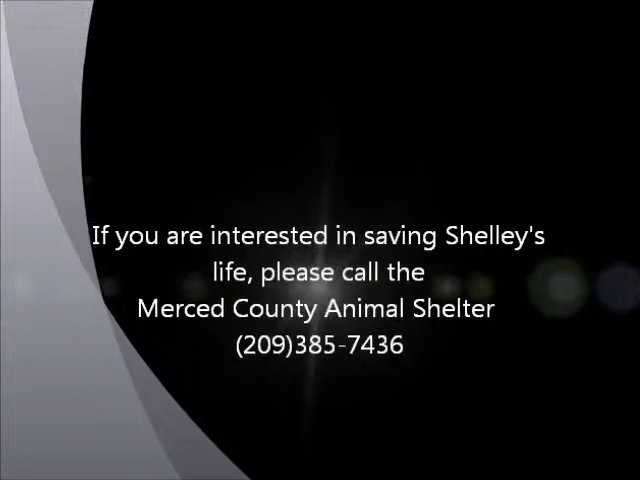 If you are interested in saving Shelley's
life, please call the
Merced County Animal Shelter
(209)385-7436